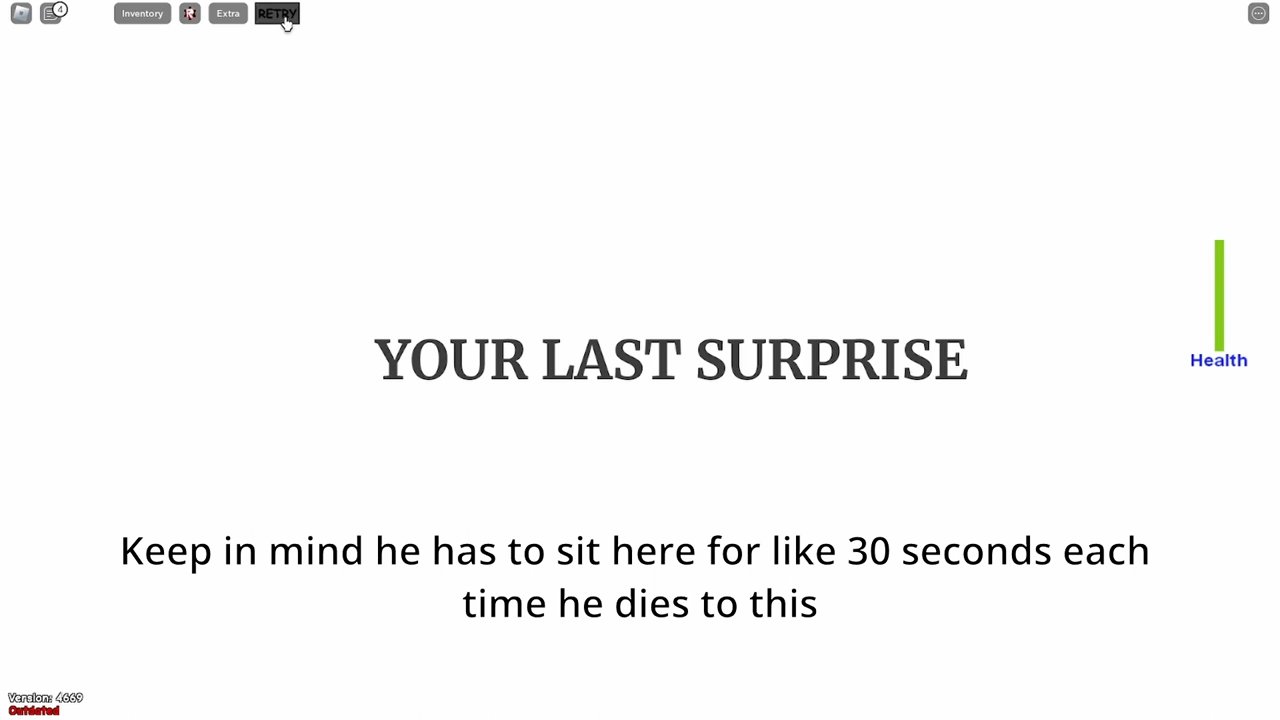 4
Inventory
Extra
RETRY
YOUR LAST SURPRISE
Health
Keep in mind he has to sit here for like 30 seconds each
time he dies to this
Version: 4669
Outdated